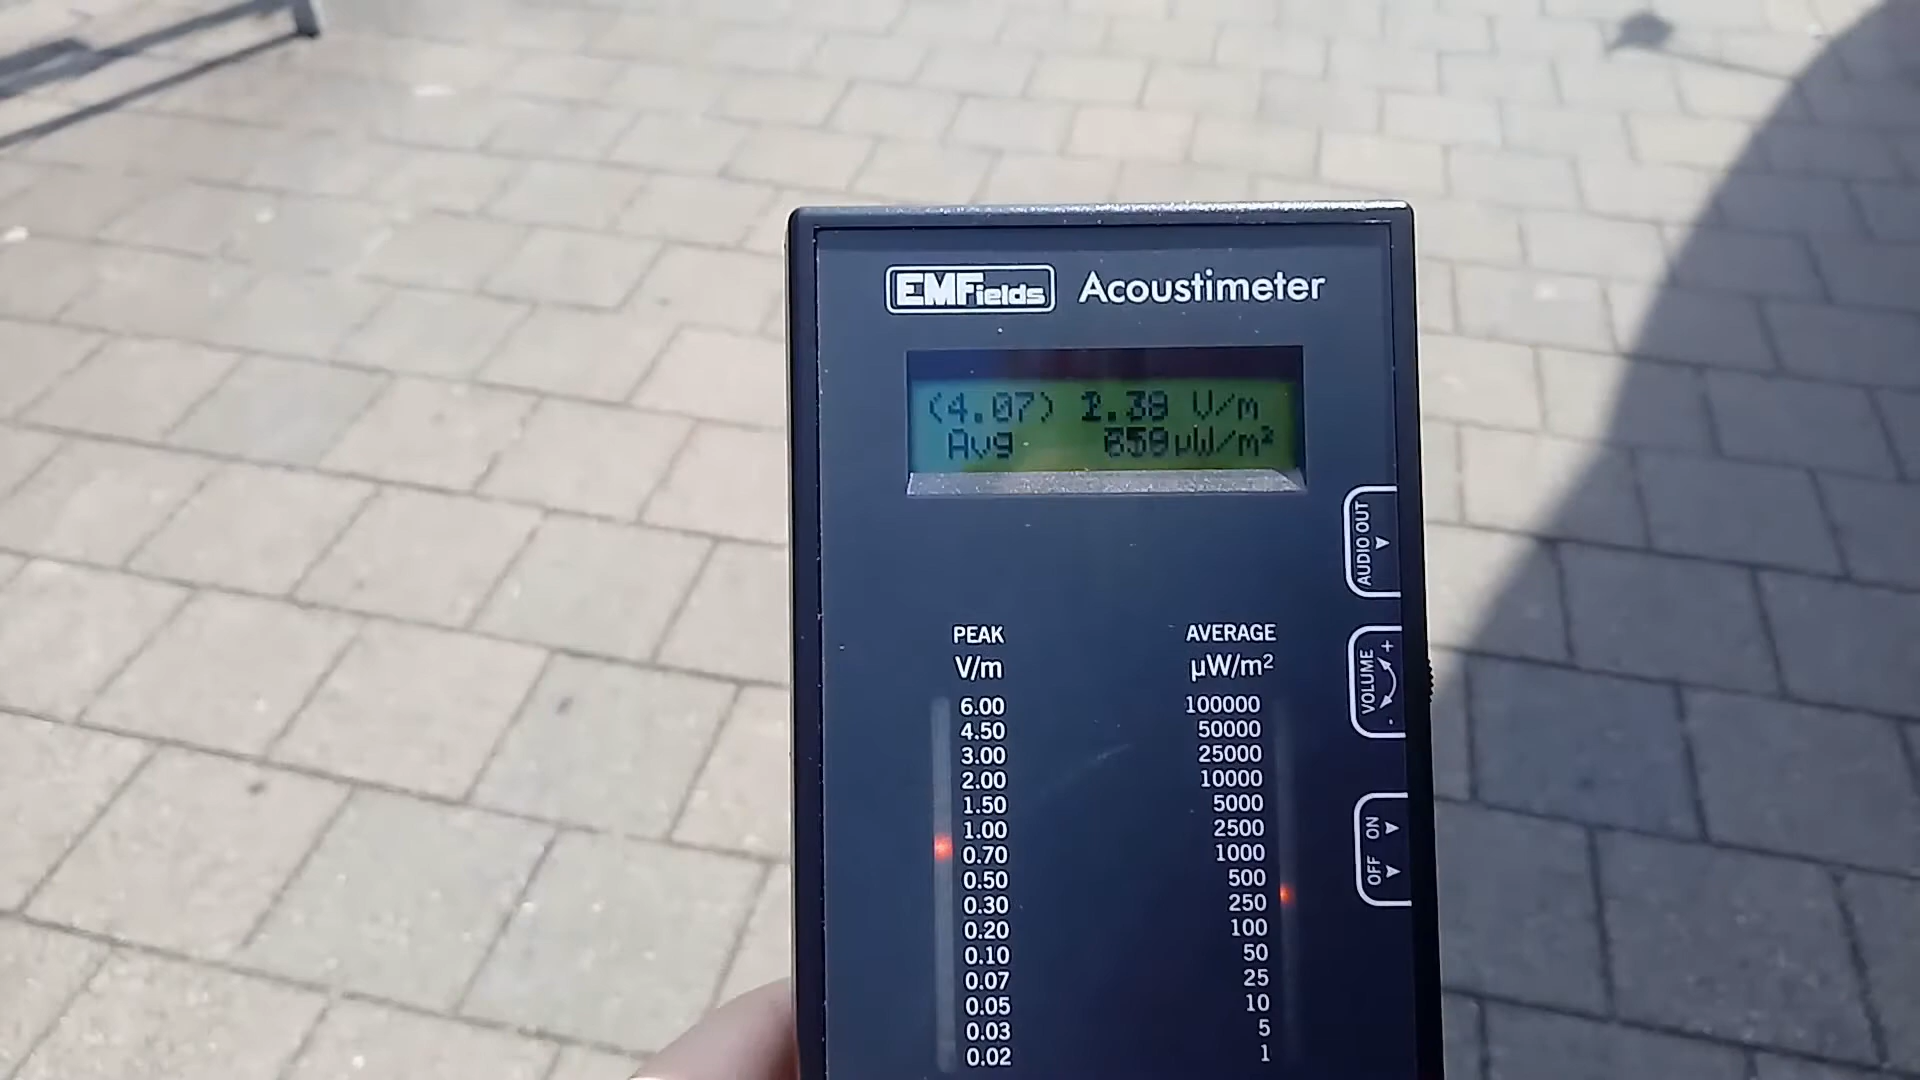 EMFields Acoustimeter
(4.07) V/m
Avg µW/m²
AUDIO OUT
VOLUME
- +
OFF ON
PEAK AVERAGE
V/m µW/m²
6.00 100000
4.50 50000
3.00 25000
2.00 10000
1.50 5000
1.00 2500
0.70 1000
0.50 500
0.30 250
0.20 100
0.10 50
0.07 25
0.05 10
0.03 5
0.02 1